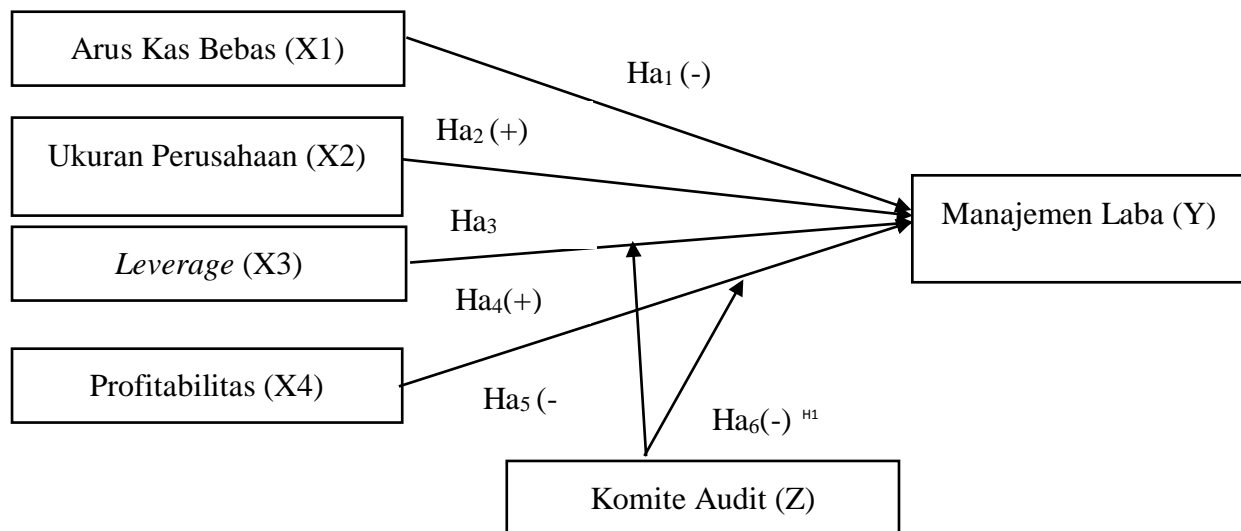 Arus Kas Bebas (X1)
Ha1 (-)
Ha2 (+)
Ukuran Perusahaan (X2)
Manajemen Laba (Y)
Ha3
Leverage (X3)
Ha4(+)
Profitabilitas (X4)
Ha5 (-
Ha6(-) H1
Komite Audit (Z)